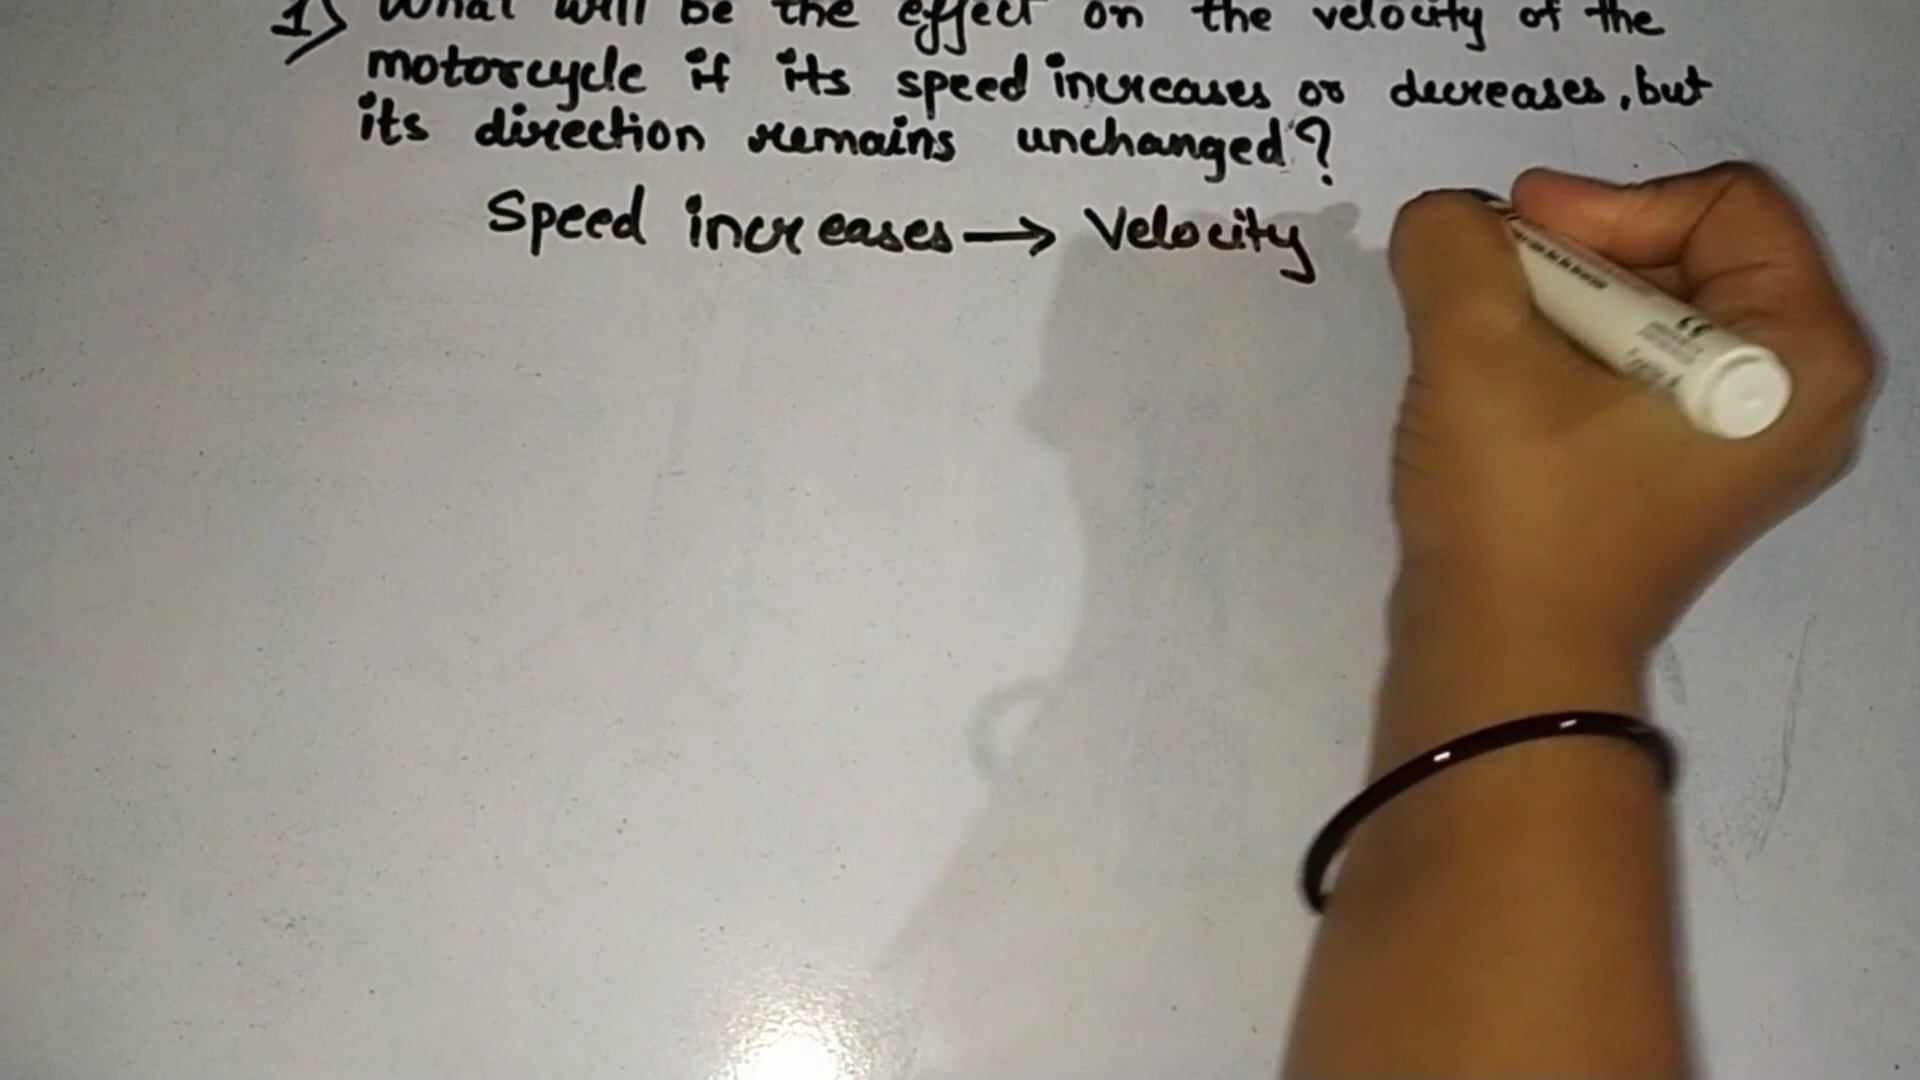 1) What will be the effect on the velocity of the
motorcycle if its speed increases or decreases, but
its direction remains unchanged?
Speed increases → Velocity